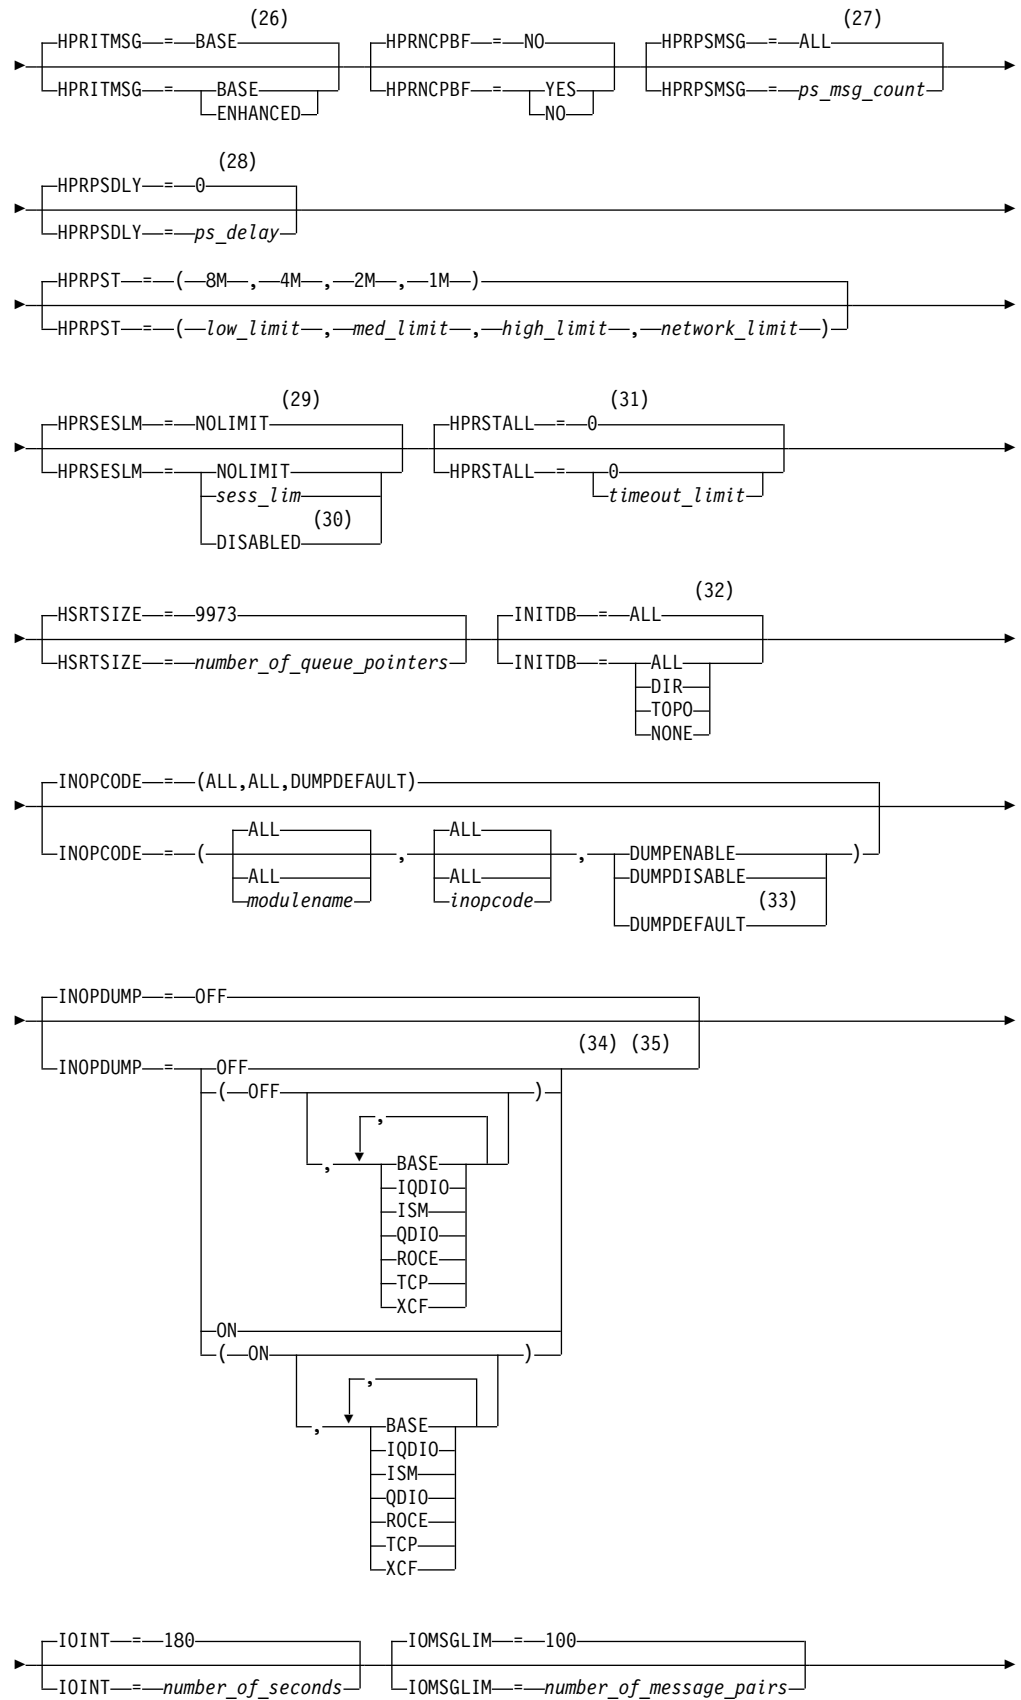 (26) (27)
HPRITMSG = BASE HPRNCPBF = NO HPRPSMSG = ALL
HPRITMSG = BASE HPRNCPBF = YES HPRPSMSG = ps_msg_count
ENHANCED NO
(28)
HPRPSDLY = 0
HPRPSDLY = ps_delay
HPRPST = ( 8M , 4M , 2M , 1M )
HPRPST = ( low_limit , med_limit , high_limit , network_limit )
(29) (31)
HPRSESLM = NOLIMIT HPRSTALL = 0
HPRSESLM = NOLIMIT HPRSTALL = 0
sess_lim timeout_limit
(30)
DISABLED
(32)
HSRTSIZE = 9973 INITDB = ALL
HSRTSIZE = number_of_queue_pointers INITDB = ALL
DIR
TOPO
NONE
INOPCODE = (ALL,ALL,DUMPDEFAULT)
ALL ALL
INOPCODE = ( , , DUMPENABLE )
ALL ALL DUMPDISABLE
modulename inopcode (33)
DUMPDEFAULT
INOPDUMP = OFF
(34) (35)
INOPDUMP = OFF
( OFF )
,
, BASE
IQDIO
ISM
QDIO
ROCE
TCP
XCF
ON
( ON )
,
, BASE
IQDIO
ISM
QDIO
ROCE
TCP
XCF
IOINT = 180 IOMSGLIM = 100
IOINT = number_of_seconds IOMSGLIM = number_of_message_pairs